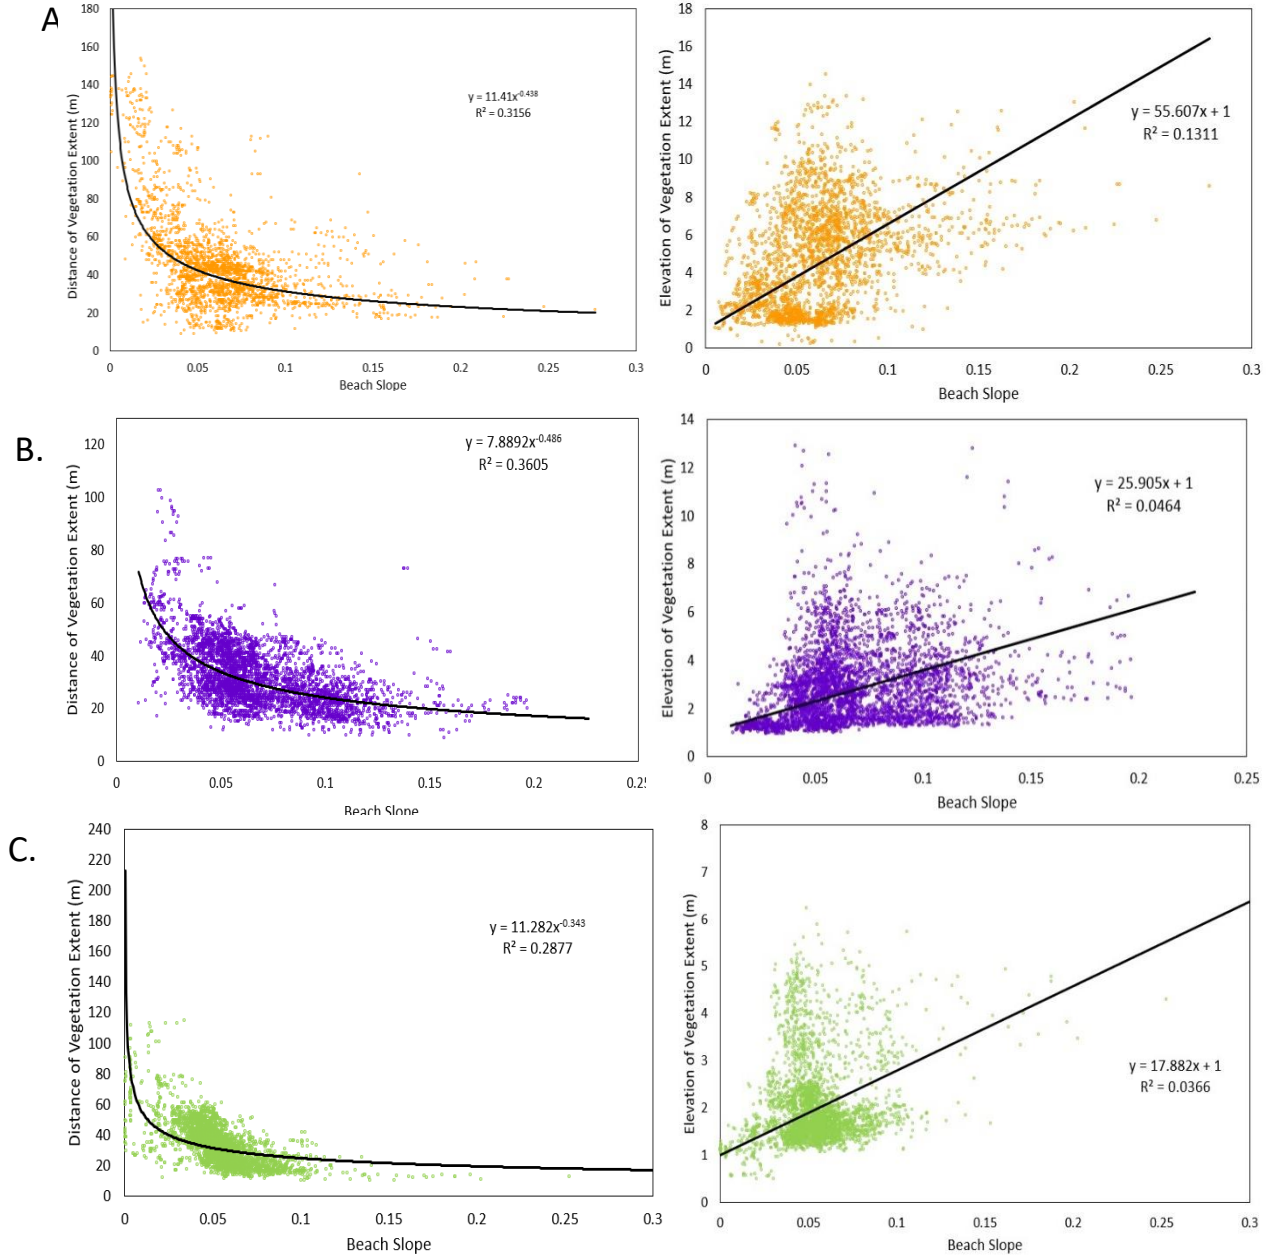 A
180
160
140
120
100
80
60
40
20
0
Distance of Vegetation Extent (m)
y = 11.41x^-0.438
R² = 0.3156
0 0.05 0.1 0.15 0.2 0.25 0.3
Beach Slope
18
16
14
12
10
8
6
4
2
0
Elevation of Vegetation Extent (m)
y = 55.607x + 1
R² = 0.1311
0 0.05 0.1 0.15 0.2 0.25 0.3
Beach Slope
B.
120
100
80
60
40
20
0
Distance of Vegetation Extent (m)
y = 7.8892x^-0.486
R² = 0.3605
0 0.05 0.1 0.15 0.2
Beach Slope
14
12
10
8
6
4
2
0
Elevation of Vegetation Extent (m)
y = 25.905x + 1
R² = 0.0464
0 0.05 0.1 0.15 0.2 0.25
Beach Slope
C.
240
220
200
180
160
140
120
100
80
60
40
20
0
Distance of Vegetation Extent (m)
y = 11.282x^-0.343
R² = 0.2877
0 0.05 0.1 0.15 0.2 0.25 0.3
Beach Slope
8
7
6
5
4
3
2
1
0
Elevation of Vegetation Extent (m)
y = 17.882x + 1
R² = 0.0366
0 0.05 0.1 0.15 0.2 0.25 0.3
Beach Slope